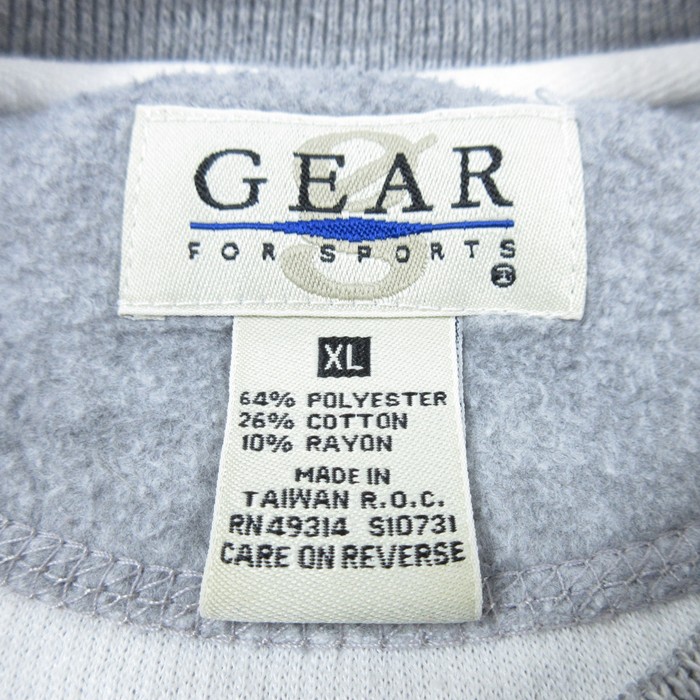 GEAR
FOR SPORTS
®
XL
64% POLYESTER
26% COTTON
10% RAYON
MADE IN
TAIWAN R.O.C.
RN49314 S10731
CARE ON REVERSE